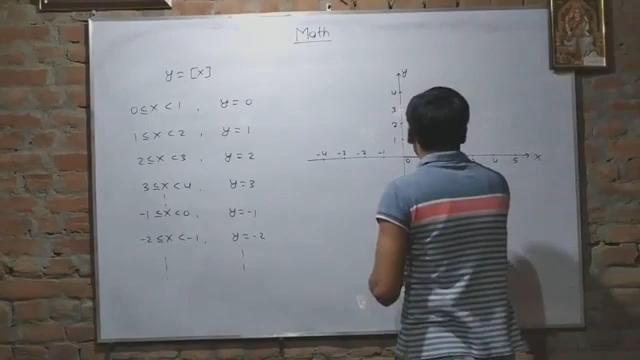 Math
y = [x]
0 ≤ x < 1 , y = 0
1 ≤ x < 2 , y = 1
2 ≤ x < 3 , y = 2
3 ≤ x < 4 , y = 3
-1 ≤ x < 0 , y = -1
-2 ≤ x < -1 , y = -2
y
4
3
2
1
-4 -3 -2 -1 0 4 5 x